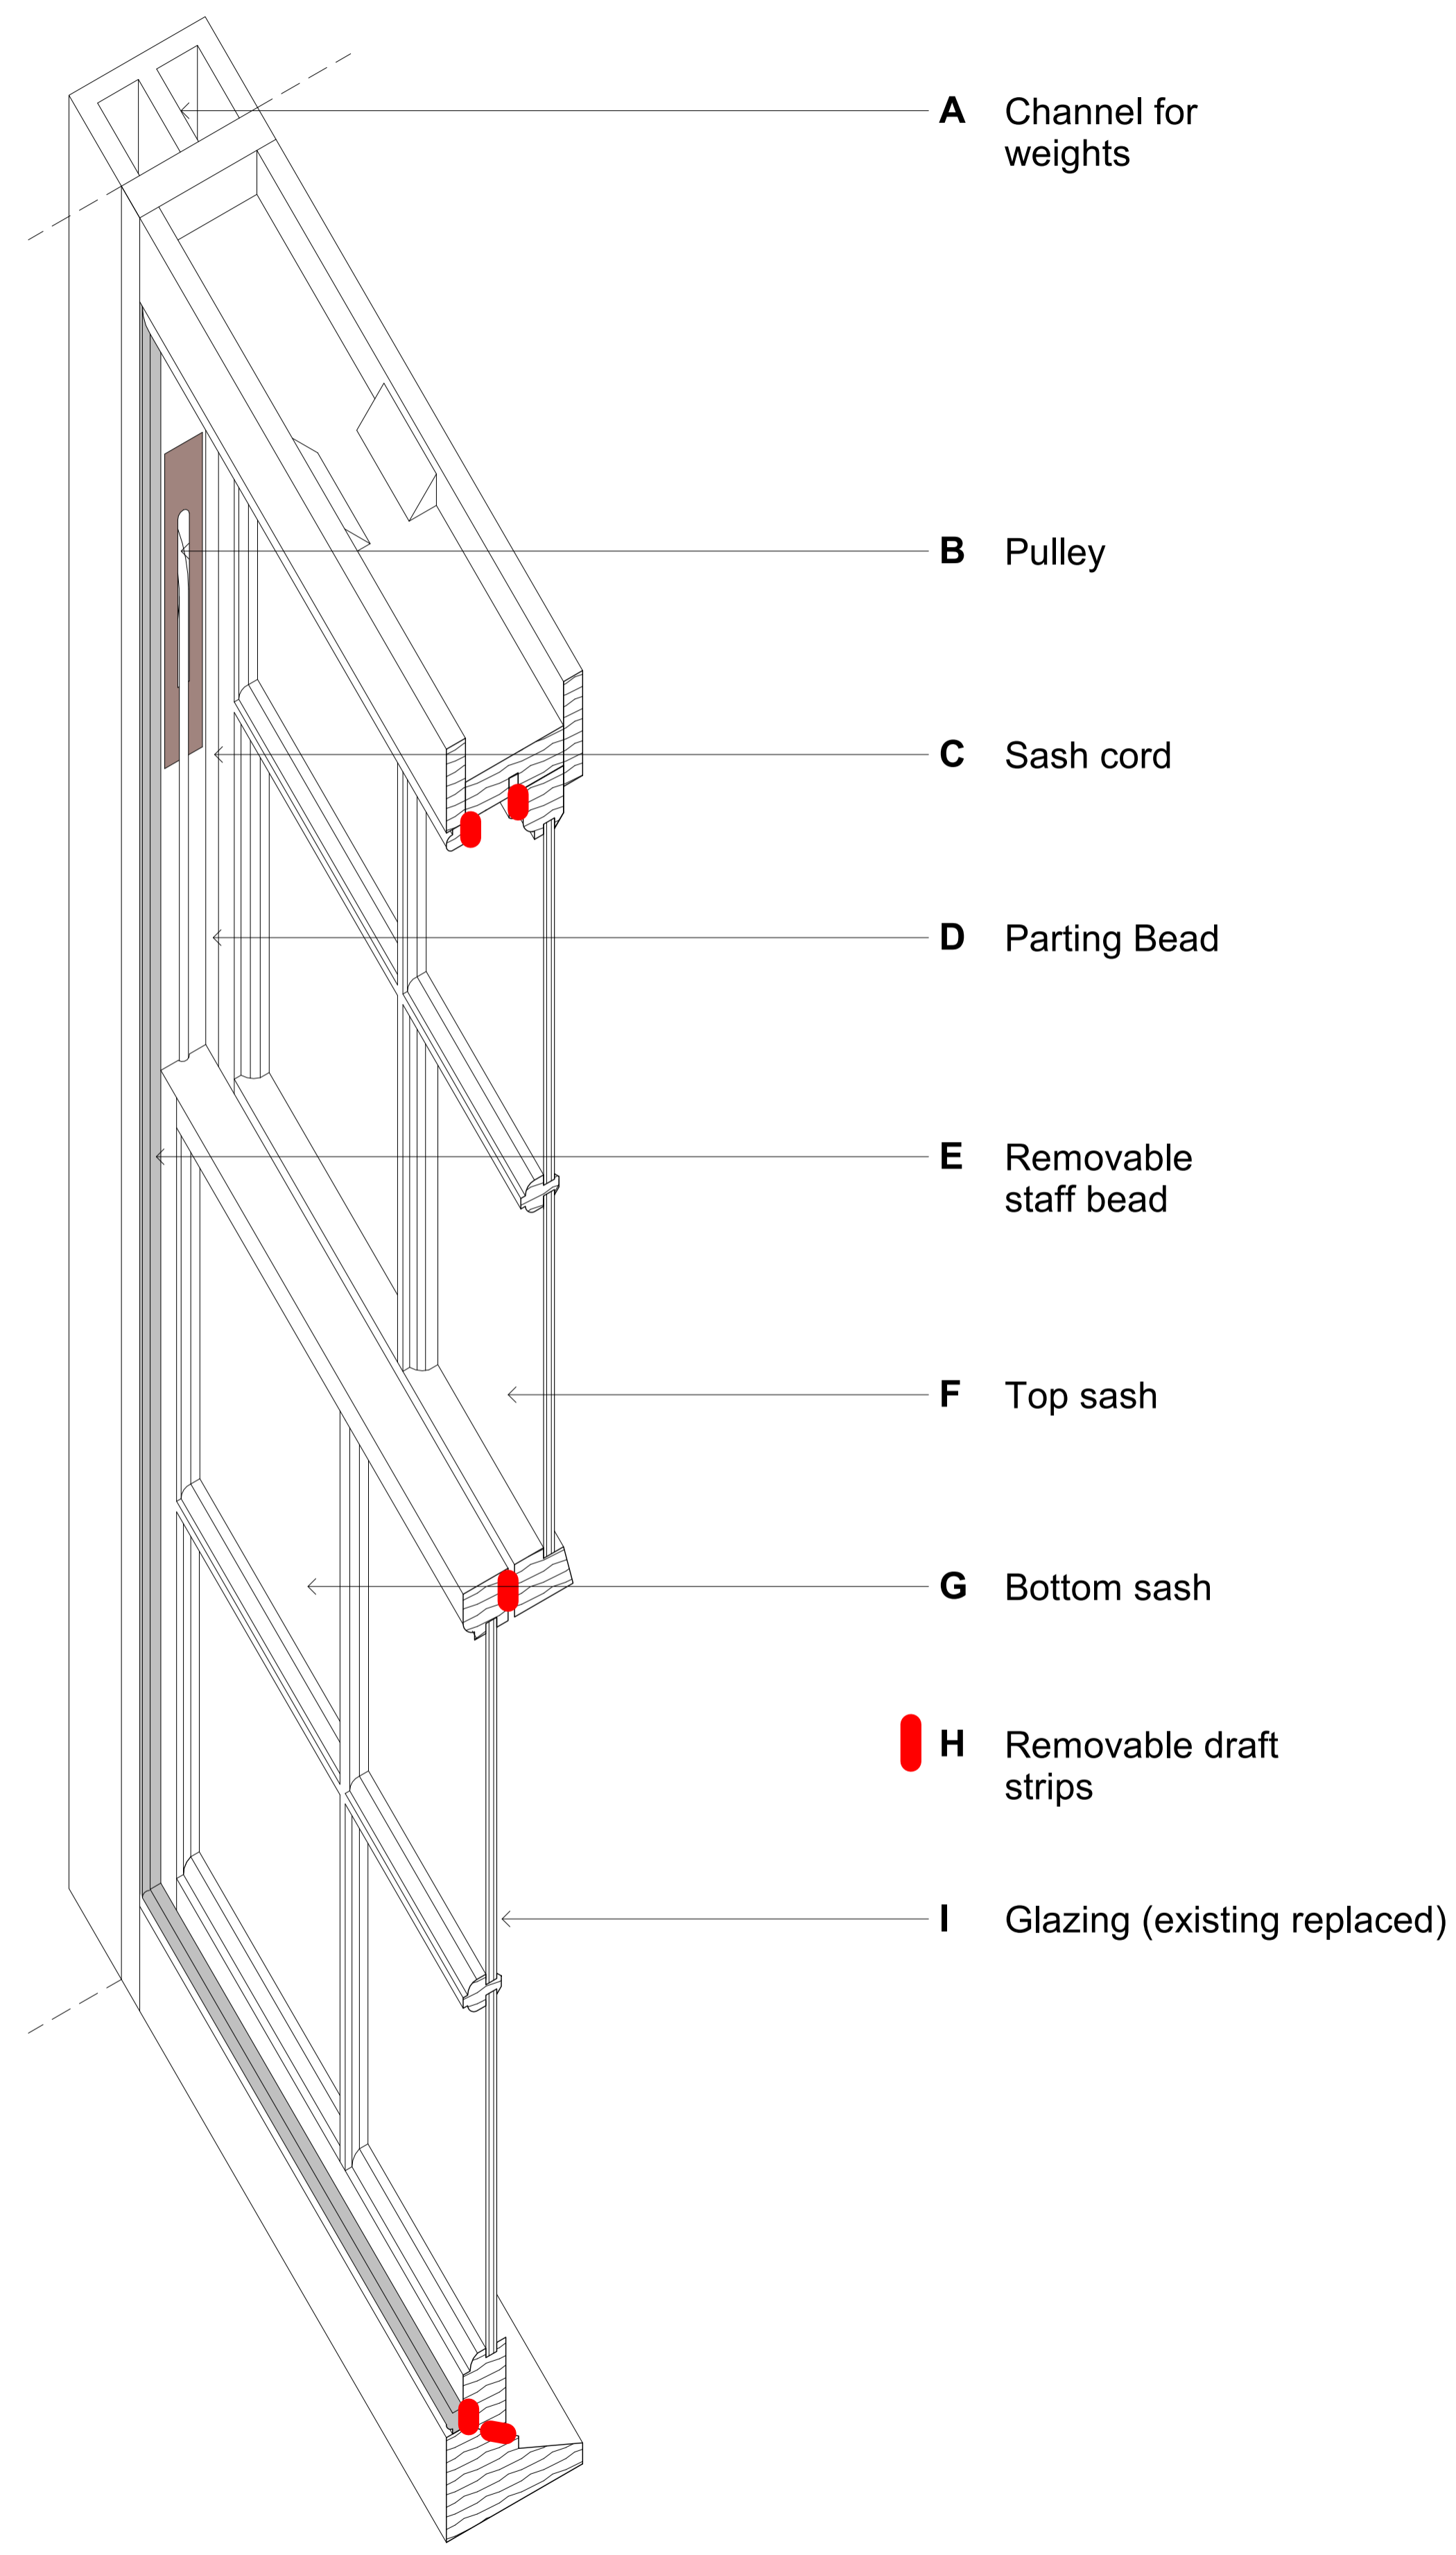 A Channel for
weights
B Pulley
C Sash cord
D Parting Bead
E Removable
staff bead
F Top sash
G Bottom sash
H Removable draft
strips
I Glazing (existing replaced)